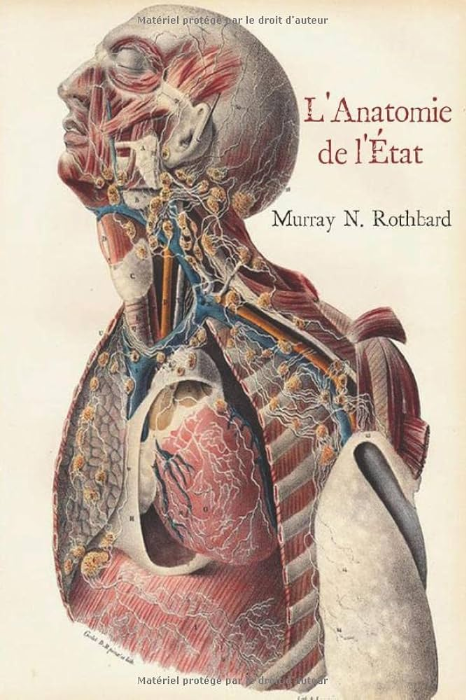 Matériel protégé par le droit d'auteur
L'Anatomie
de l'État
Murray N. Rothbard
Matériel protégé par le droit d'auteur